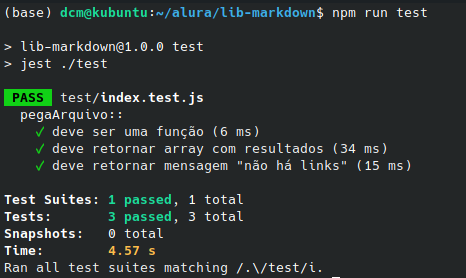 (base) dcm@kubuntu:~/alura/lib-markdown$ npm run test
> lib-markdown@1.0.0 test
> jest ./test
PASS test/index.test.js
pegaArquivo::
✓ deve ser uma função (6 ms)
✓ deve retornar array com resultados (34 ms)
✓ deve retornar mensagem "não há links" (15 ms)
Test Suites: 1 passed, 1 total
Tests: 3 passed, 3 total
Snapshots: 0 total
Time: 4.57 s
Ran all test suites matching /.\/test/i.